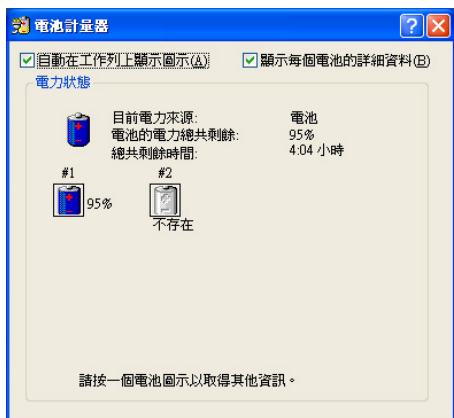 電池計量器
自動在工作列上顯示圖示(A)
顯示每個電池的詳細資料(B)
電力狀態
目前電力來源: 電池
電池的電力總共剩餘: 95%
總共剩餘時間: 4:04 小時
#1 #2
95%
不存在
請按一個電池圖示以取得其他資訊。